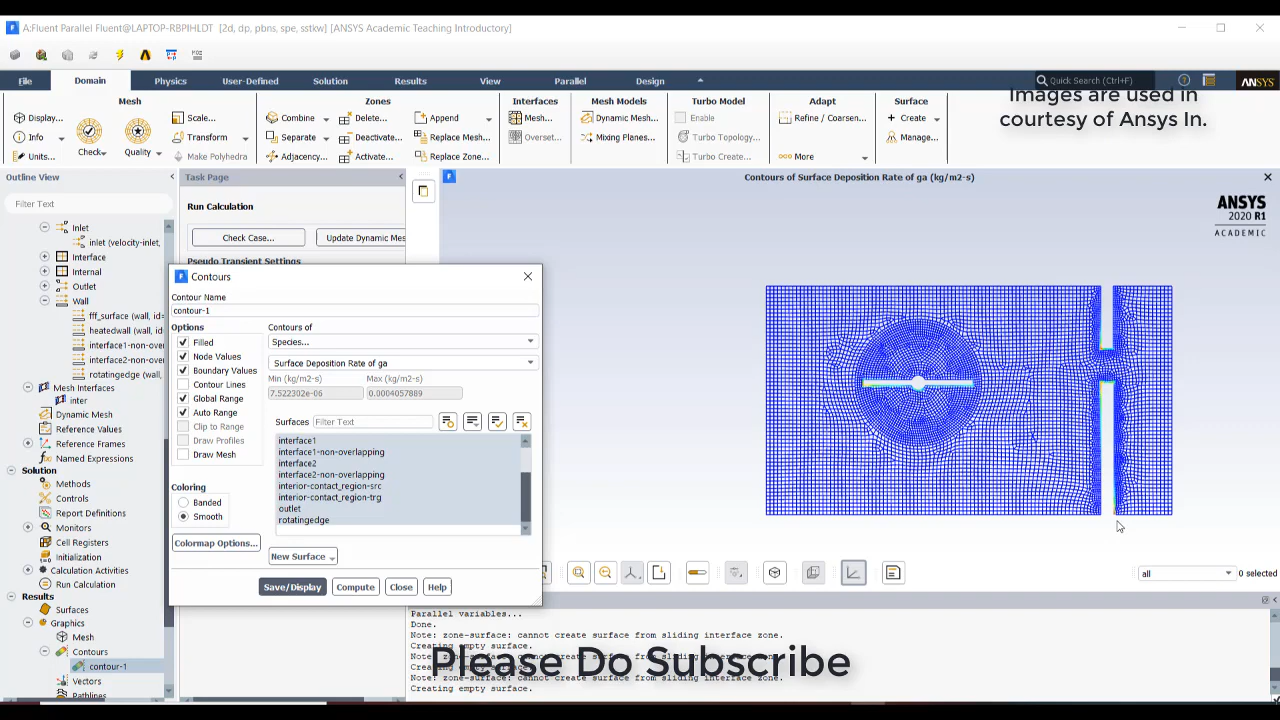 A:Fluent Parallel Fluent@LAPTOP-RBPIHLDT [2d, dp, pbns, spe, sstkw] [ANSYS Academic Teaching Introductory]
File Domain Physics User-Defined Solution Results View Parallel Design Quick Search (Ctrl+F) ANSYS
Images are used in
courtesy of Ansys In.
Mesh
Display...
Info
Units...
Check
Quality
Scale...
Transform
Make Polyhedra
Zones
Combine
Separate
Adjacency...
Delete...
Deactivate...
Activate...
Append
Replace Mesh...
Replace Zone...
Interfaces
Mesh...
Overset...
Mesh Models
Dynamic Mesh...
Mixing Planes...
Turbo Model
Enable
Turbo Topology...
Turbo Create...
Adapt
Refine / Coarsen...
More
Surface
Create
Manage...
Outline View
Filter Text
Inlet
inlet (velocity-inlet,
Interface
Internal
Outlet
Wall
fff_surface (wall, id=
heatedwall (wall, id=
interface1-non-over
interface2-non-over
rotatingedge (wall,
Mesh Interfaces
inter
Dynamic Mesh
Reference Values
Reference Frames
Named Expressions
Solution
Methods
Controls
Report Definitions
Monitors
Cell Registers
Initialization
Calculation Activities
Run Calculation
Results
Surfaces
Graphics
Mesh
Contours
contour-1
Vectors
Pathlines
Task Page
Run Calculation
Check Case...
Update Dynamic Mes
Pseudo Transient Settings
Contours
Contour Name
contour-1
Options
Filled
Node Values
Boundary Values
Contour Lines
Global Range
Auto Range
Clip to Range
Draw Profiles
Draw Mesh
Coloring
Banded
Smooth
Colormap Options...
Contours of
Species...
Surface Deposition Rate of ga
Min (kg/m2-s) Max (kg/m2-s)
7.522302e-06 0.0004057889
Surfaces Filter Text
interface1
interface1-non-overlapping
interface2
interface2-non-overlapping
interior-contact_region-src
interior-contact_region-trg
outlet
rotatingedge
New Surface
Save/Display Compute Close Help
Contours of Surface Deposition Rate of ga (kg/m2-s)
ANSYS
2020 R1
ACADEMIC
all 0 selected
Parallel variables...
Done.
Note: zone-surface: cannot create surface from sliding interface zone.
Creating empty surface.
Note: zone-surface: cannot create surface from sliding interface zone.
Note: zone-surface: cannot create surface from sliding interface zone.
Creating empty surface.
Please Do Subscribe